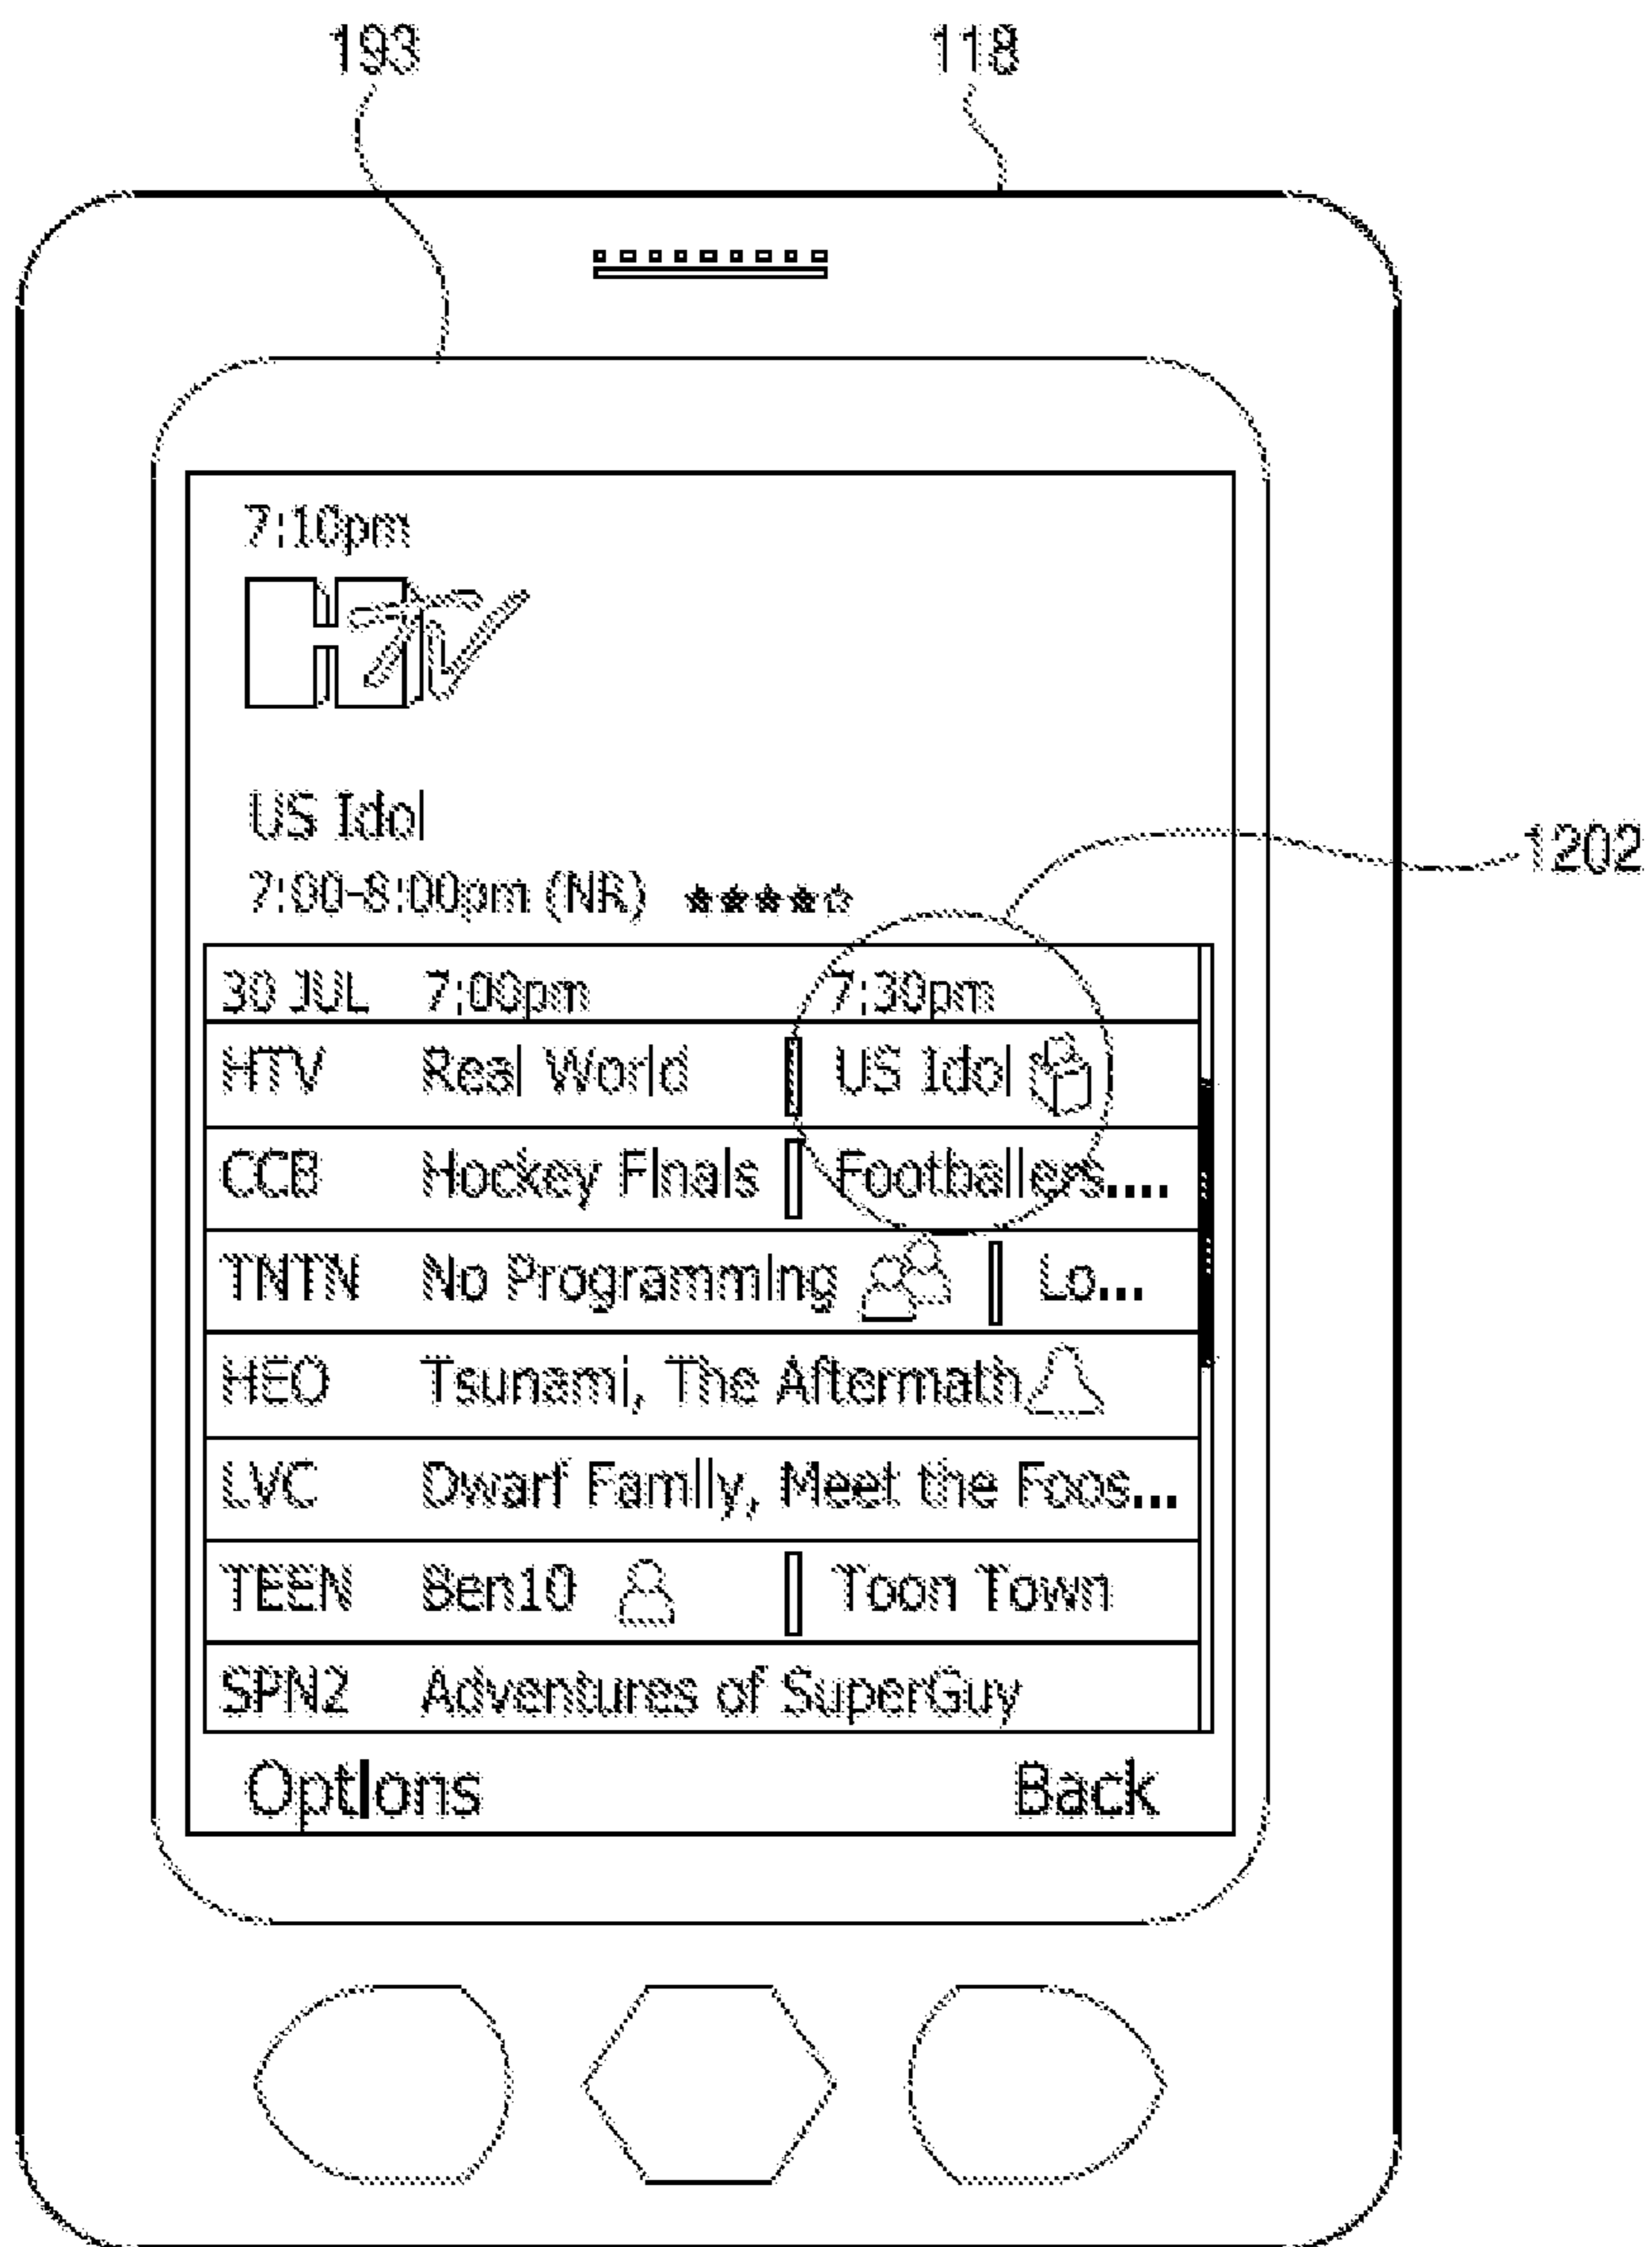 193 118
7:10pm
HTV
US Idol
1202
7:00-8:00pm (NR)
30 JUL 7:00pm 7:30pm
HTV Real World US Idol
CCB Hockey Finals Footballers....
TNTN No Programming Lo...
HEO Tsunami, The Aftermath
LVC Dwarf Family, Meet the Foos...
TEEN Ben10 Toon Town
SPN2 Adventures of SuperGuy
Options Back